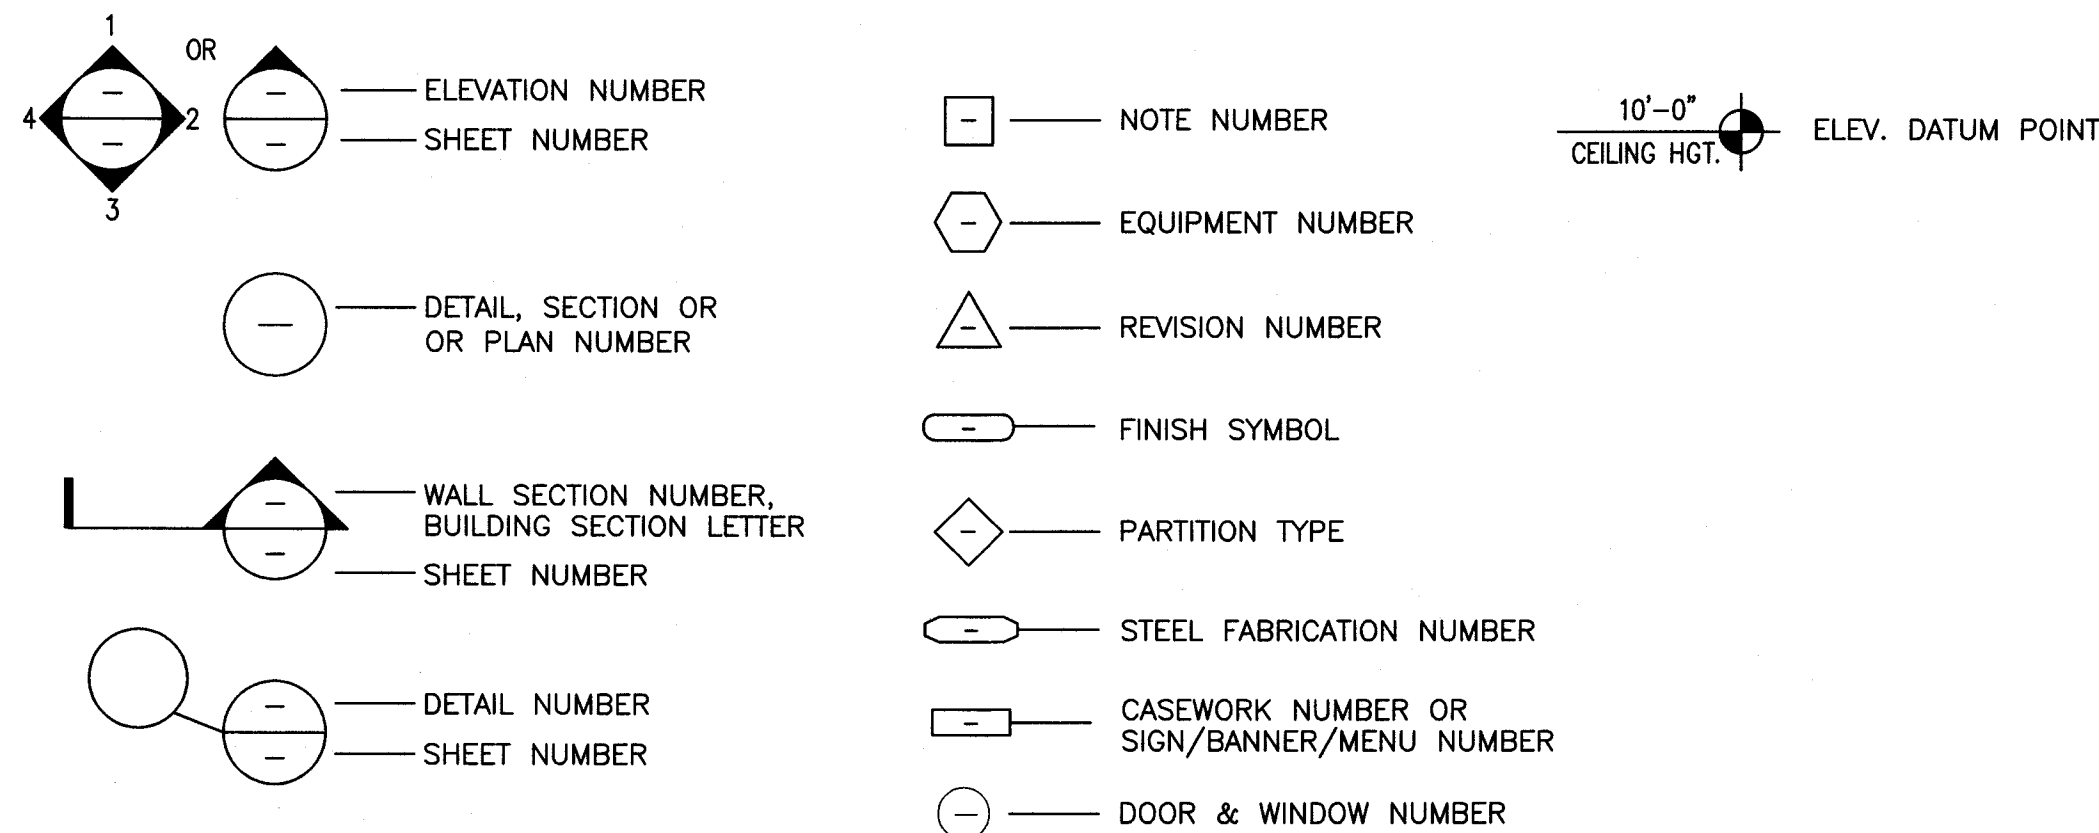 1
OR
4
2
3
ELEVATION NUMBER
SHEET NUMBER
DETAIL, SECTION OR
OR PLAN NUMBER
WALL SECTION NUMBER,
BUILDING SECTION LETTER
SHEET NUMBER
DETAIL NUMBER
SHEET NUMBER
NOTE NUMBER
EQUIPMENT NUMBER
REVISION NUMBER
FINISH SYMBOL
PARTITION TYPE
STEEL FABRICATION NUMBER
CASEWORK NUMBER OR
SIGN/BANNER/MENU NUMBER
DOOR & WINDOW NUMBER
10'-0"
CEILING HGT.
ELEV. DATUM POINT